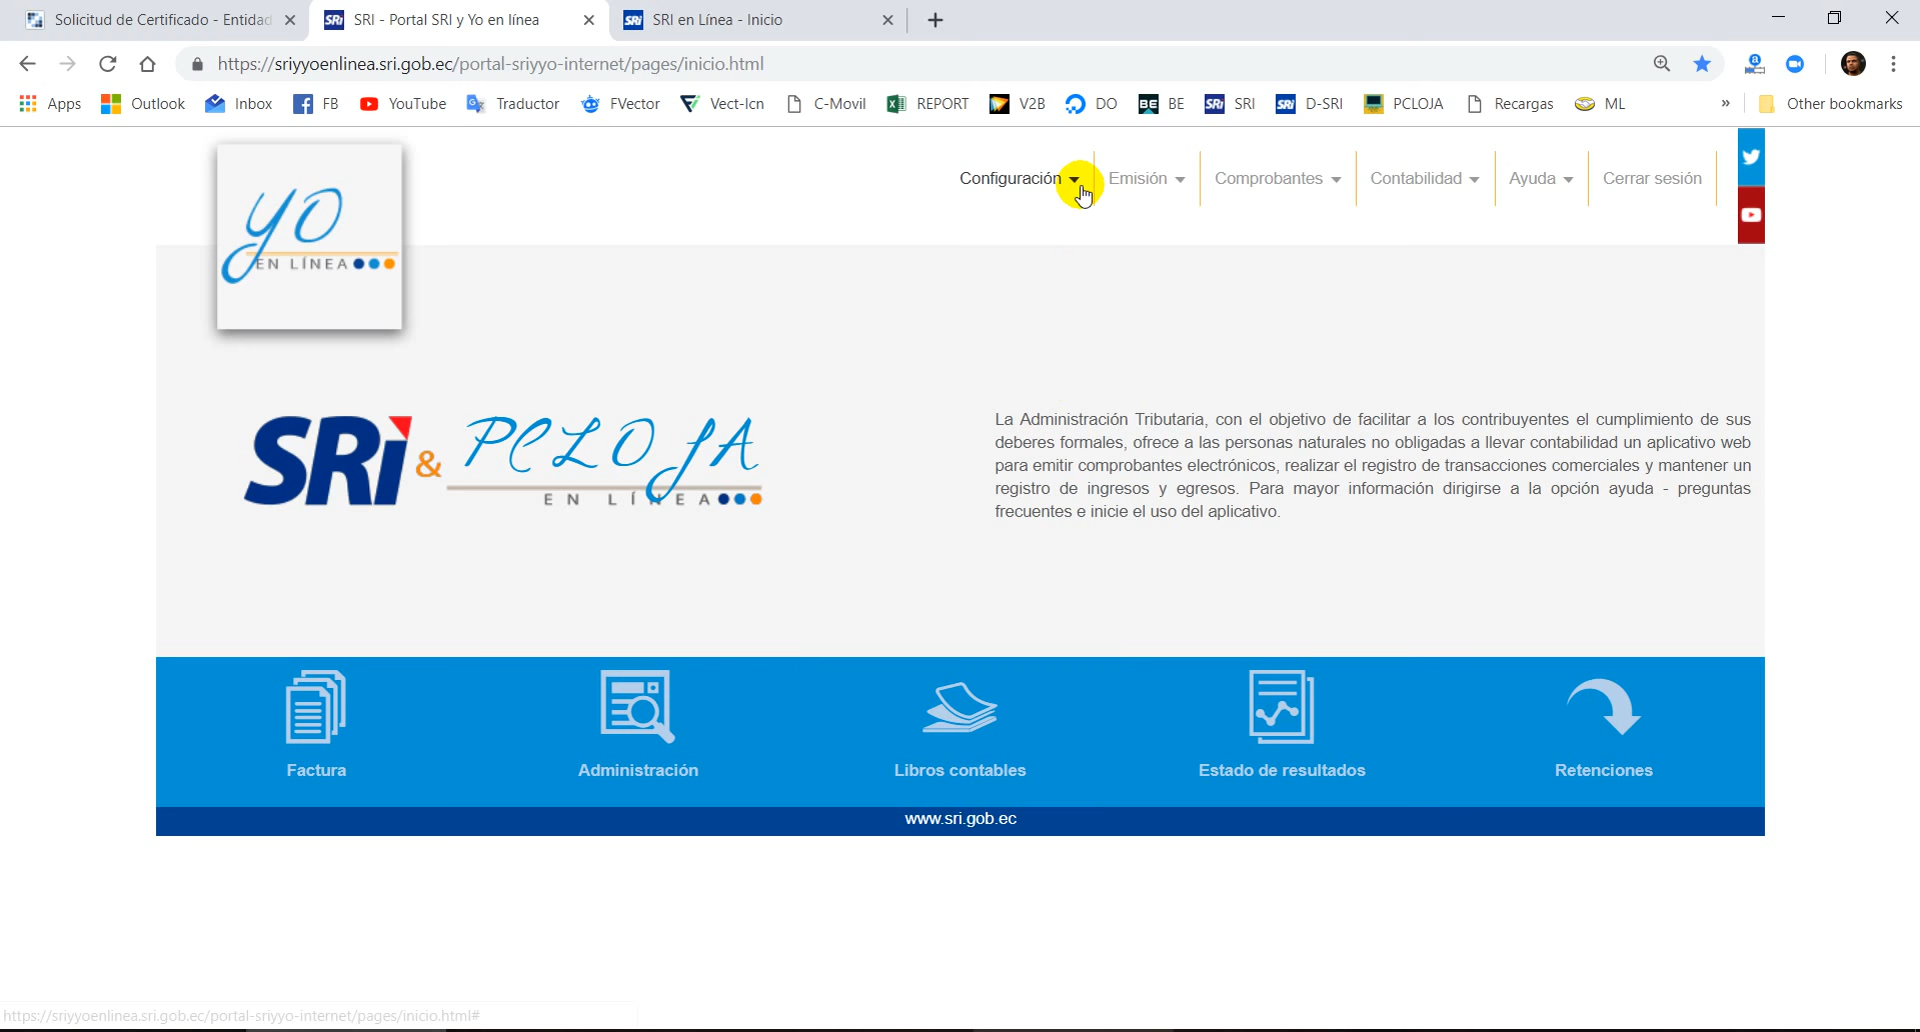 Solicitud de Certificado - Entidad
SRI - Portal SRI y Yo en línea
SRI en Línea - Inicio
https://sriyyoenlinea.sri.gob.ec/portal-sriyyo-internet/pages/inicio.html
Apps Outlook Inbox FB YouTube Traductor FVector Vect-Icn C-Movil REPORT V2B DO BE SRI D-SRI PCLOJA Recargas ML » Other bookmarks
Configuración Emisión Comprobantes Contabilidad Ayuda Cerrar sesión
YO
EN LÍNEA
SRi & PCLOJA
EN LÍNEA
La Administración Tributaria, con el objetivo de facilitar a los contribuyentes el cumplimiento de sus
deberes formales, ofrece a las personas naturales no obligadas a llevar contabilidad un aplicativo web
para emitir comprobantes electrónicos, realizar el registro de transacciones comerciales y mantener un
registro de ingresos y egresos. Para mayor información dirigirse a la opción ayuda - preguntas
frecuentes e inicie el uso del aplicativo.
Factura Administración Libros contables Estado de resultados Retenciones
www.sri.gob.ec
https://sriyyoenlinea.sri.gob.ec/portal-sriyyo-internet/pages/inicio.html#